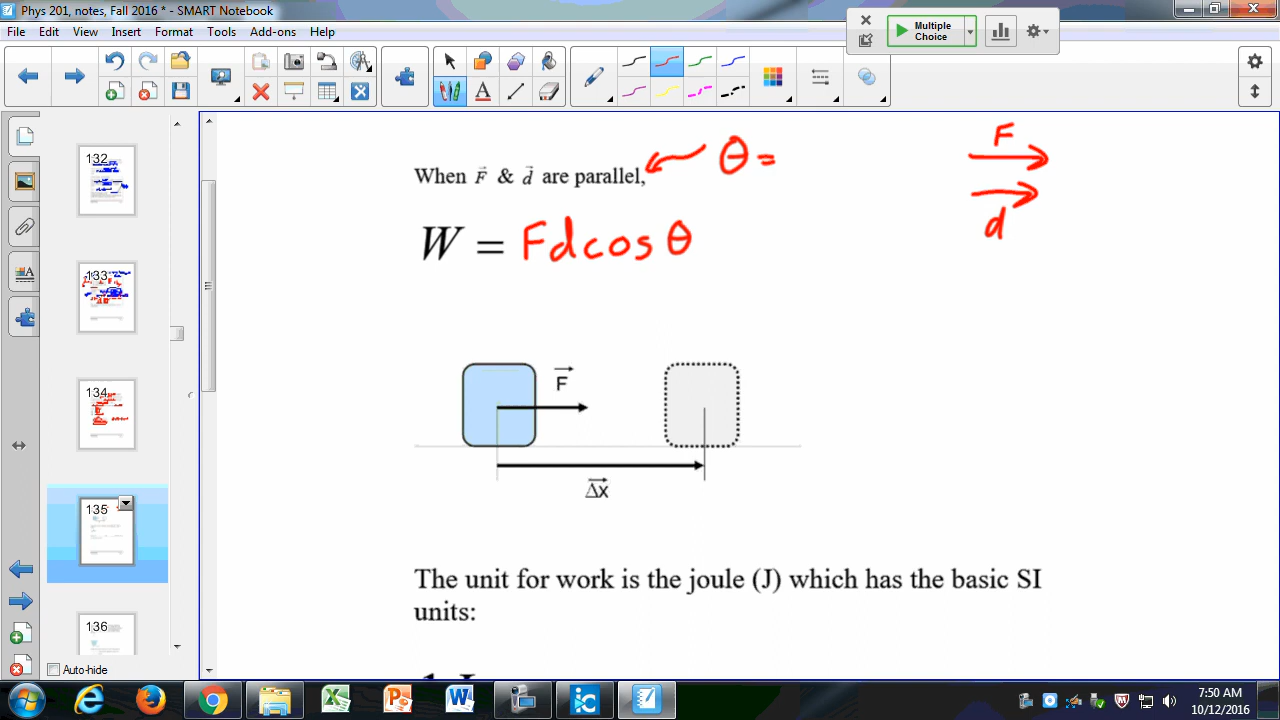 Phys 201, notes, Fall 2016 * - SMART Notebook
File Edit View Insert Format Tools Add-ons Help
Multiple
Choice
132
133
134
135
136
Auto-hide
When F⃗ & d⃗ are parallel,
θ =
F
d
W = Fd cos θ
F⃗
Δx⃗
The unit for work is the joule (J) which has the basic SI
units:
7:50 AM
10/12/2016